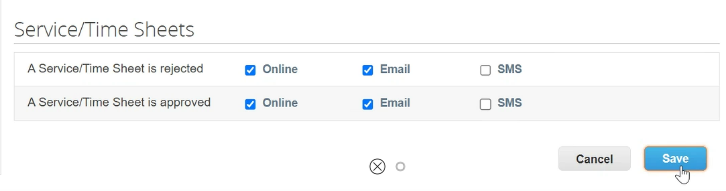 Service/Time Sheets
A Service/Time Sheet is rejected Online Email SMS
A Service/Time Sheet is approved Online Email SMS
Cancel Save